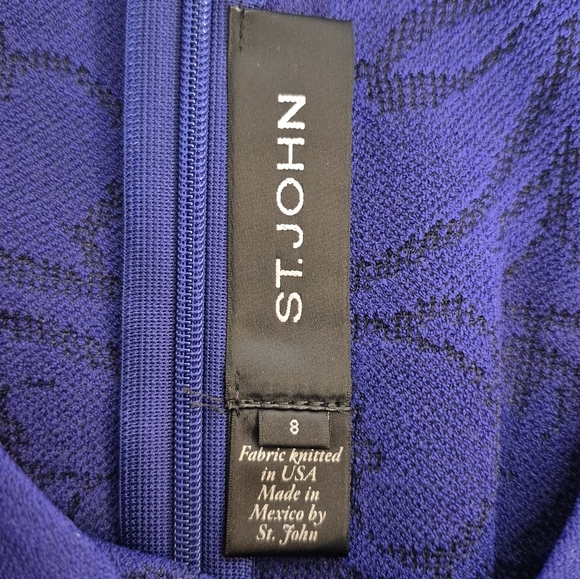 ST. JOHN
8
Fabric knitted
in USA
Made in
Mexico by
St. John